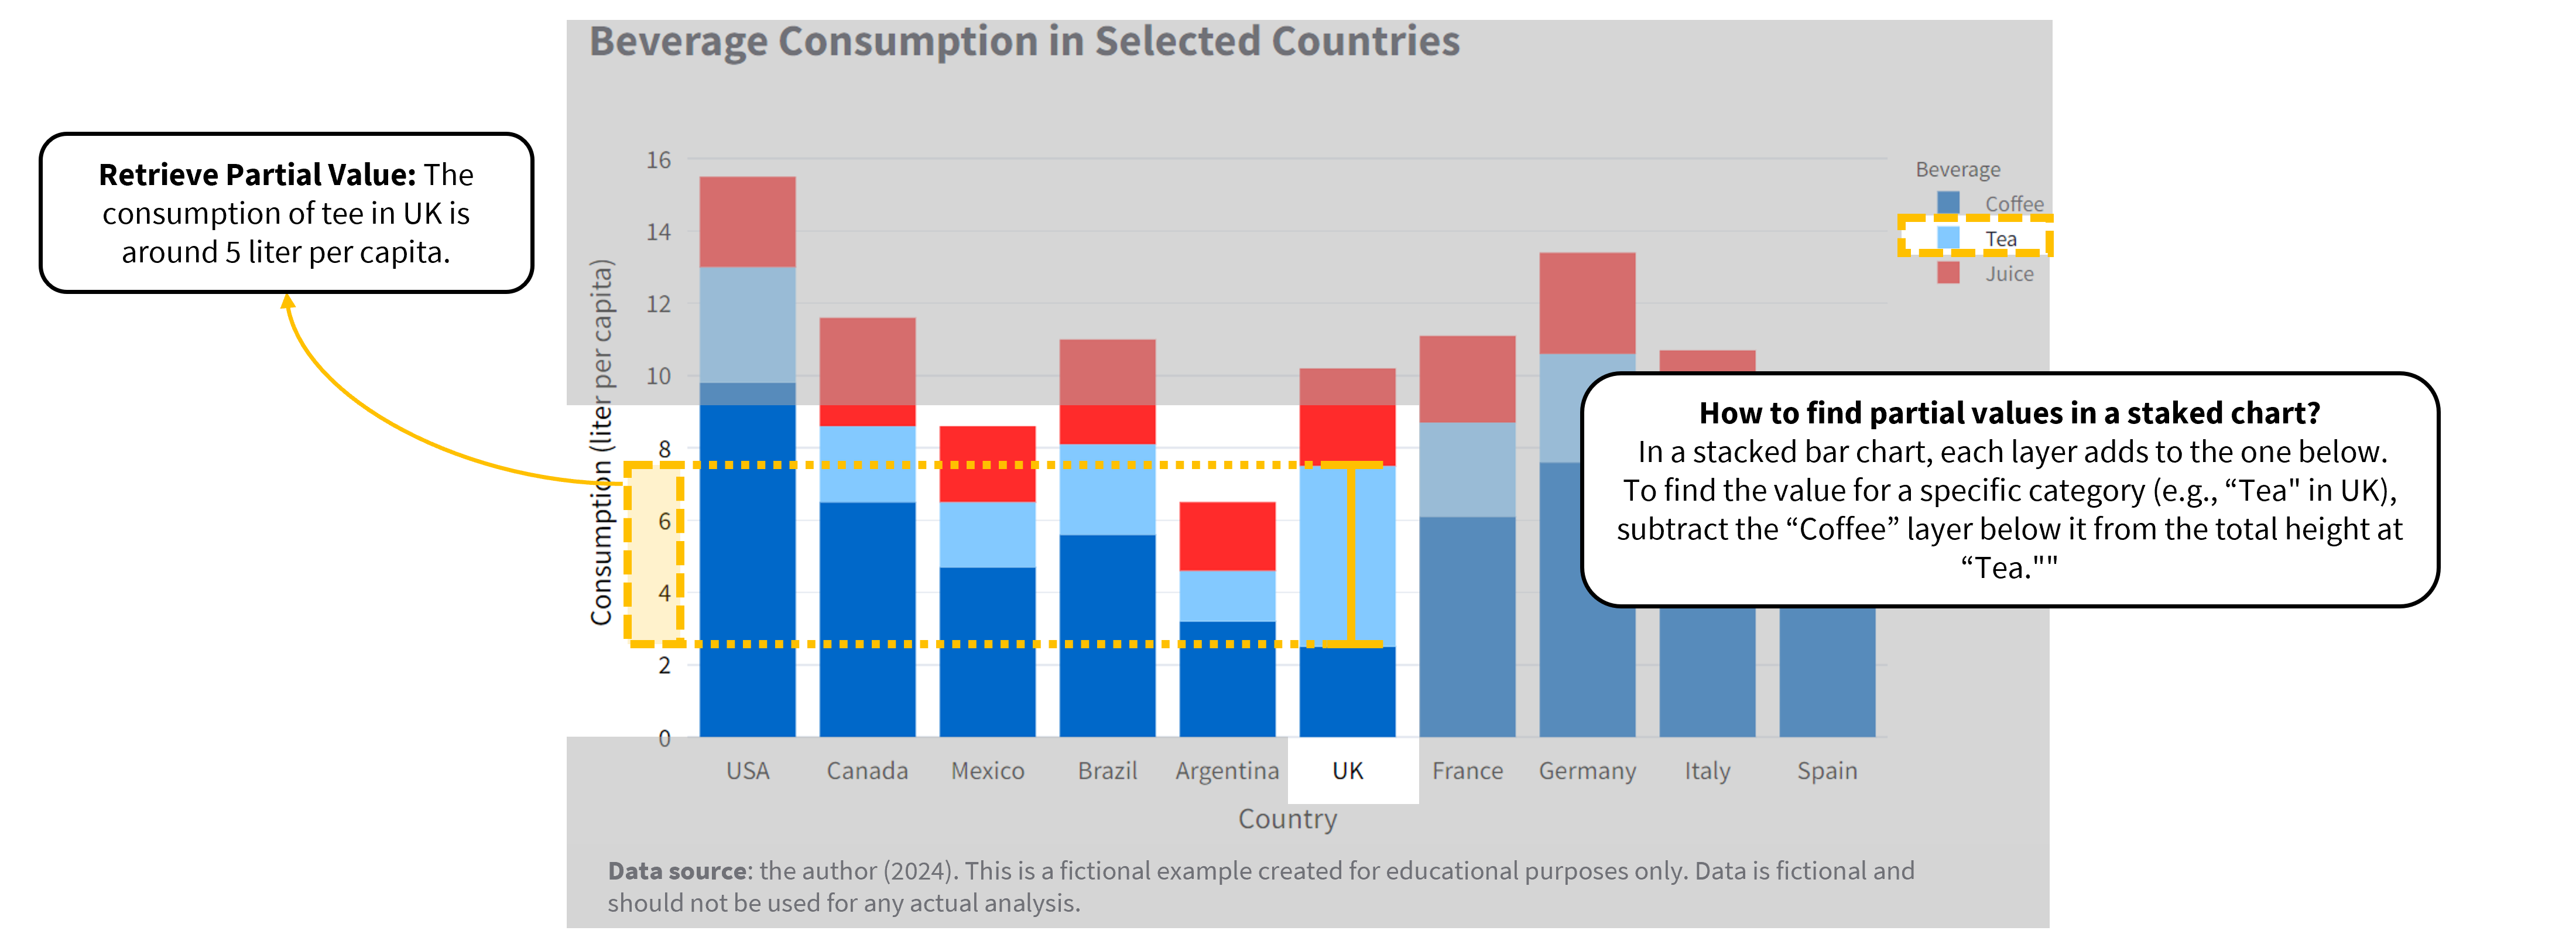 Beverage Consumption in Selected Countries
Retrieve Partial Value: The
consumption of tee in UK is
around 5 liter per capita.
Consumption (liter per capita)
16
14
12
10
8
6
4
2
0
Beverage
Coffee
Tea
Juice
How to find partial values in a staked chart?
In a stacked bar chart, each layer adds to the one below.
To find the value for a specific category (e.g., “Tea" in UK),
subtract the “Coffee” layer below it from the total height at
“Tea.""
USA Canada Mexico Brazil Argentina UK France Germany Italy Spain
Country
Data source: the author (2024). This is a fictional example created for educational purposes only. Data is fictional and
should not be used for any actual analysis.